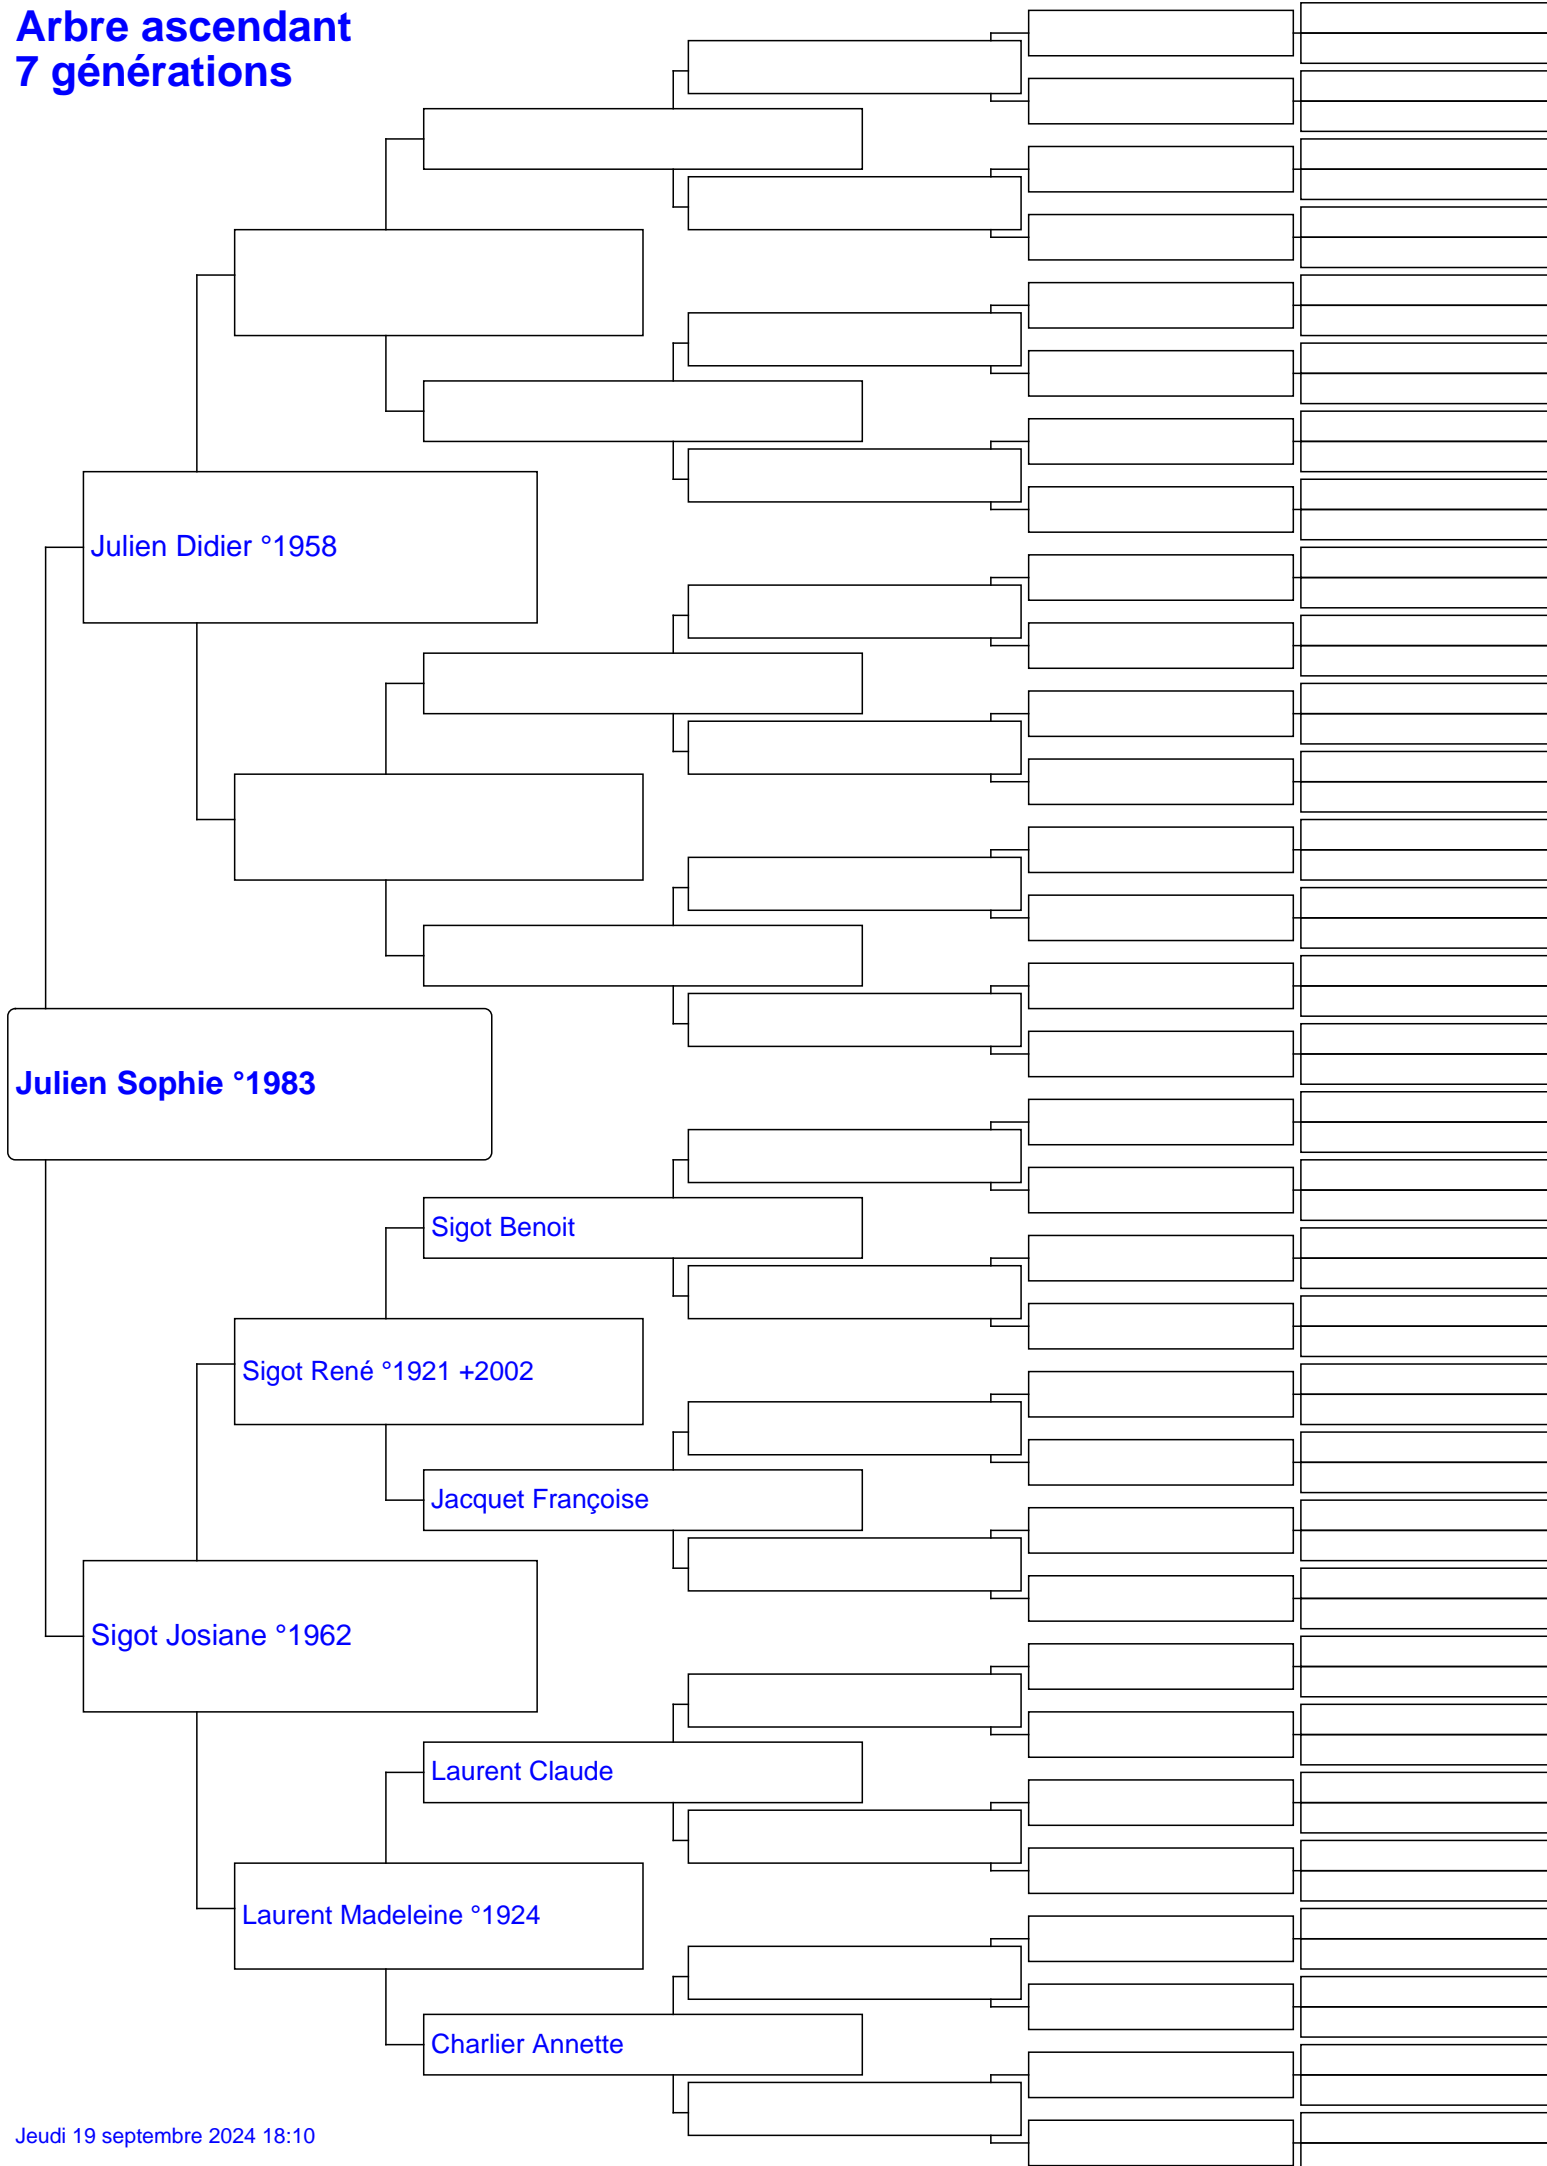 Arbre ascendant
7 générations
Julien Didier °1958
Julien Sophie °1983
Sigot Benoit
Sigot René °1921 +2002
Jacquet Françoise
Sigot Josiane °1962
Laurent Claude
Laurent Madeleine °1924
Charlier Annette
Jeudi 19 septembre 2024 18:10